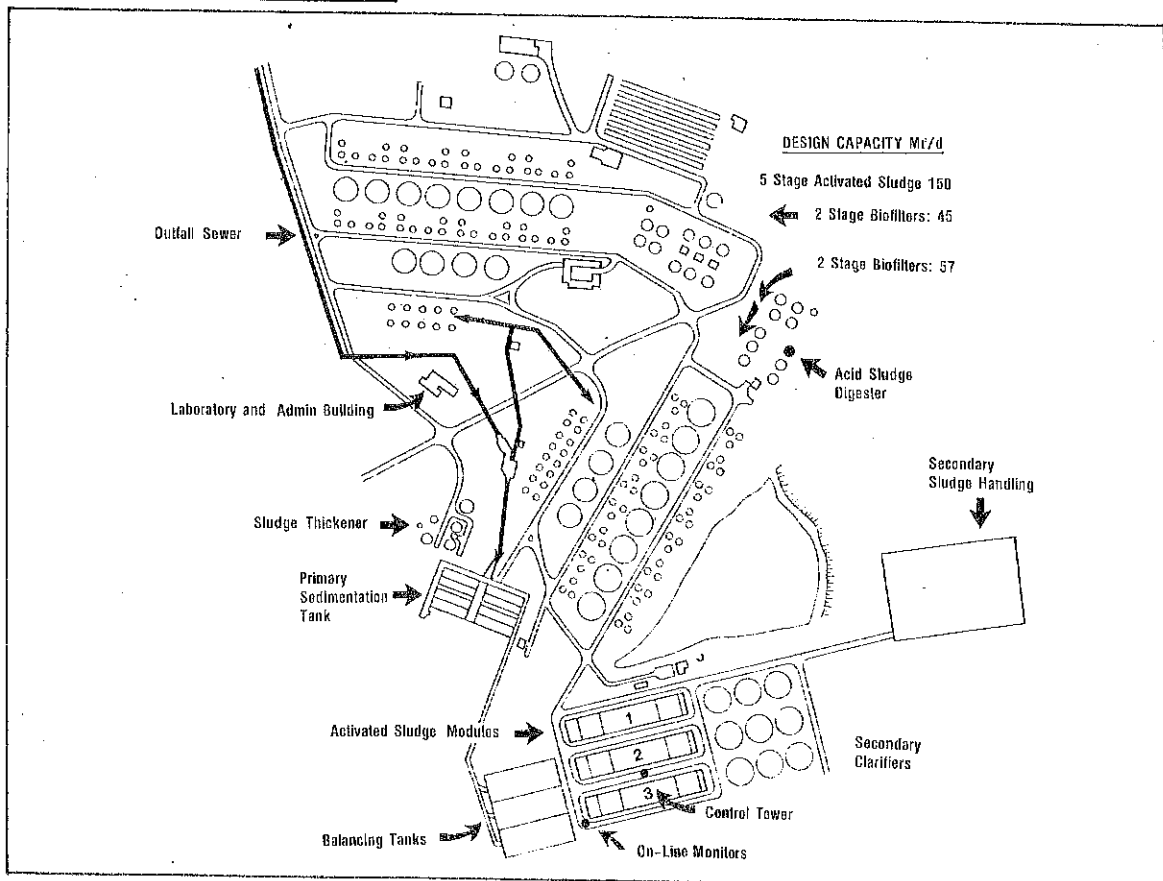 DESIGN CAPACITY Mℓ/d
5 Stage Activated Sludge 150
2 Stage Biofilters: 45
Outfall Sewer
2 Stage Biofilters: 57
Acid Sludge
Digester
Laboratory and Admin Building
Secondary
Sludge Handling
Sludge Thickener
Primary
Sedimentation
Tank
1
Activated Sludge Modules
2
Secondary
Clarifiers
3
Control Tower
Balancing Tanks
On-Line Monitors